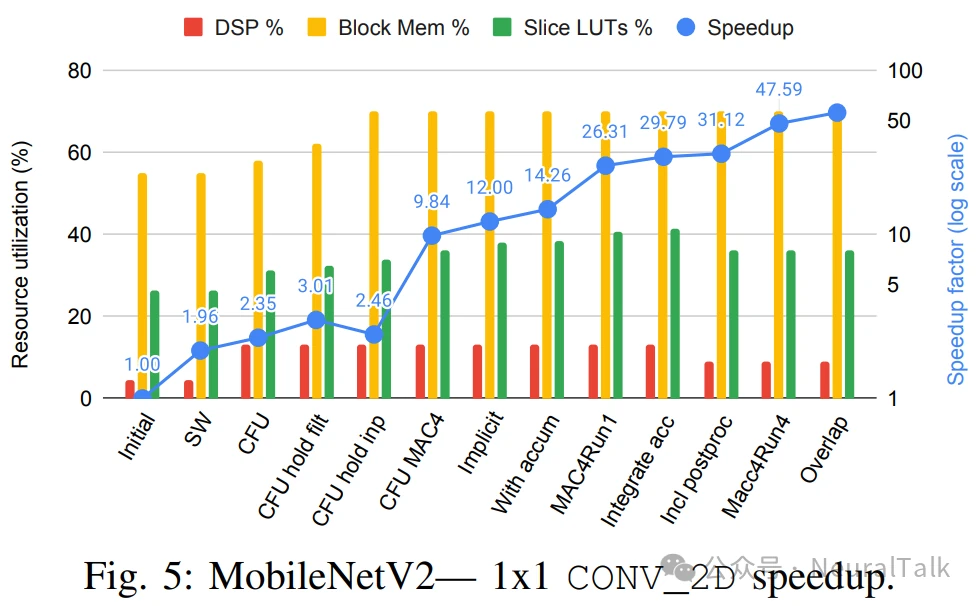 DSP % Block Mem % Slice LUTs % Speedup
80 100
47.59
50
60
26.31 29.79 31.12
12.00 14.26
9.84
40 10
5
3.01
2.35 2.46
1.96
20
1.00
0 1
Resource utilization (%)
Speedup factor (log scale)
Initial
SW
CFU
CFU hold filt
CFU hold inp
CFU MAC4
Implicit
With accum
MAC4Run1
Integrate acc
Incl postproc
Macc4Run4
Overlap
Fig. 5: MobileNetV2— 1x1 CONV_2D speedup.
公众号 · NeuralTalk